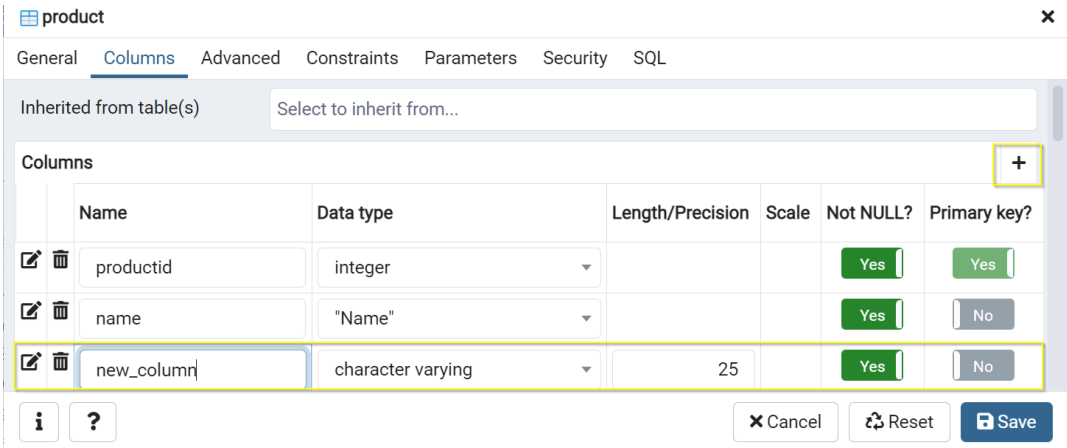 product
General Columns Advanced Constraints Parameters Security SQL
Inherited from table(s) Select to inherit from...
Columns +
Name Data type Length/Precision Scale Not NULL? Primary key?
productid integer Yes Yes
name "Name" Yes No
new_column character varying 25 Yes No
i ? Cancel Reset Save